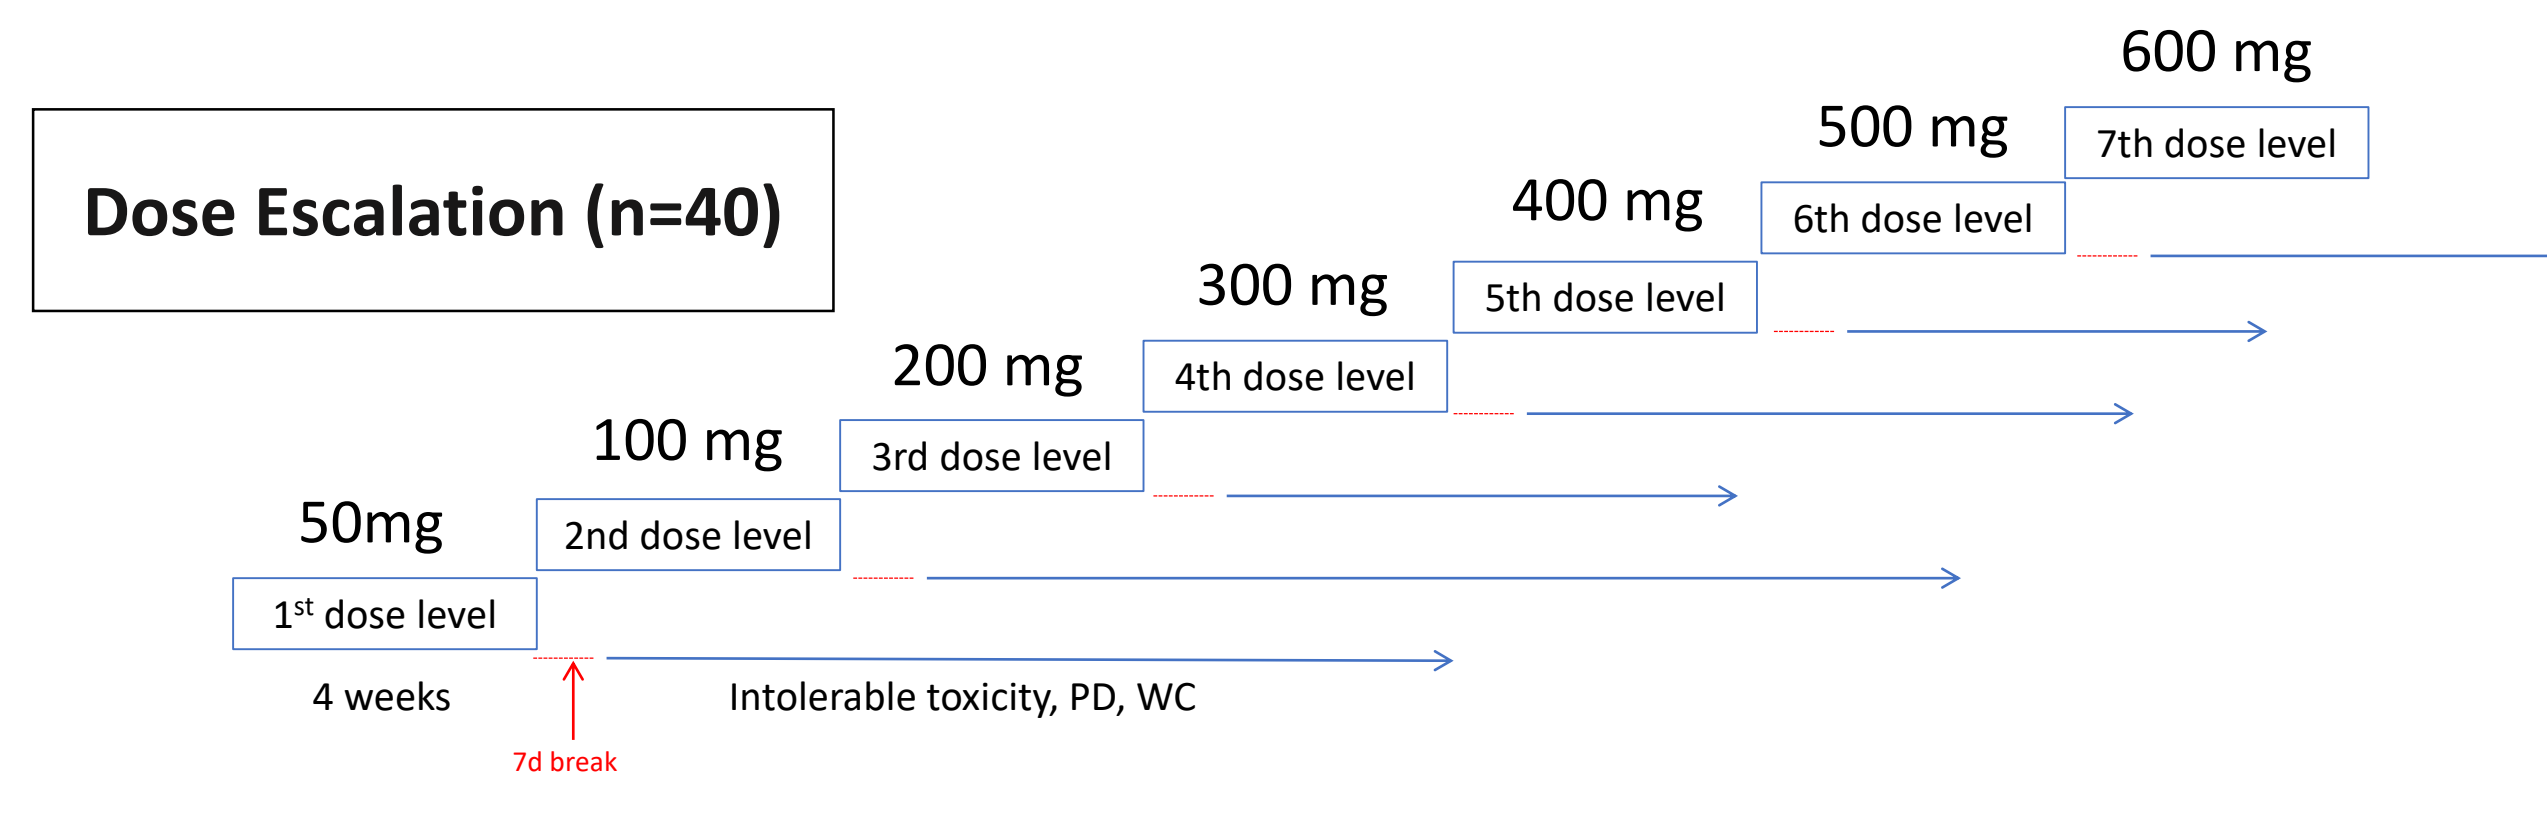 600 mg
500 mg
7th dose level
Dose Escalation (n=40)
400 mg
6th dose level
300 mg
5th dose level
200 mg
4th dose level
100 mg
3rd dose level
50mg
2nd dose level
1st dose level
4 weeks
Intolerable toxicity, PD, WC
7d break